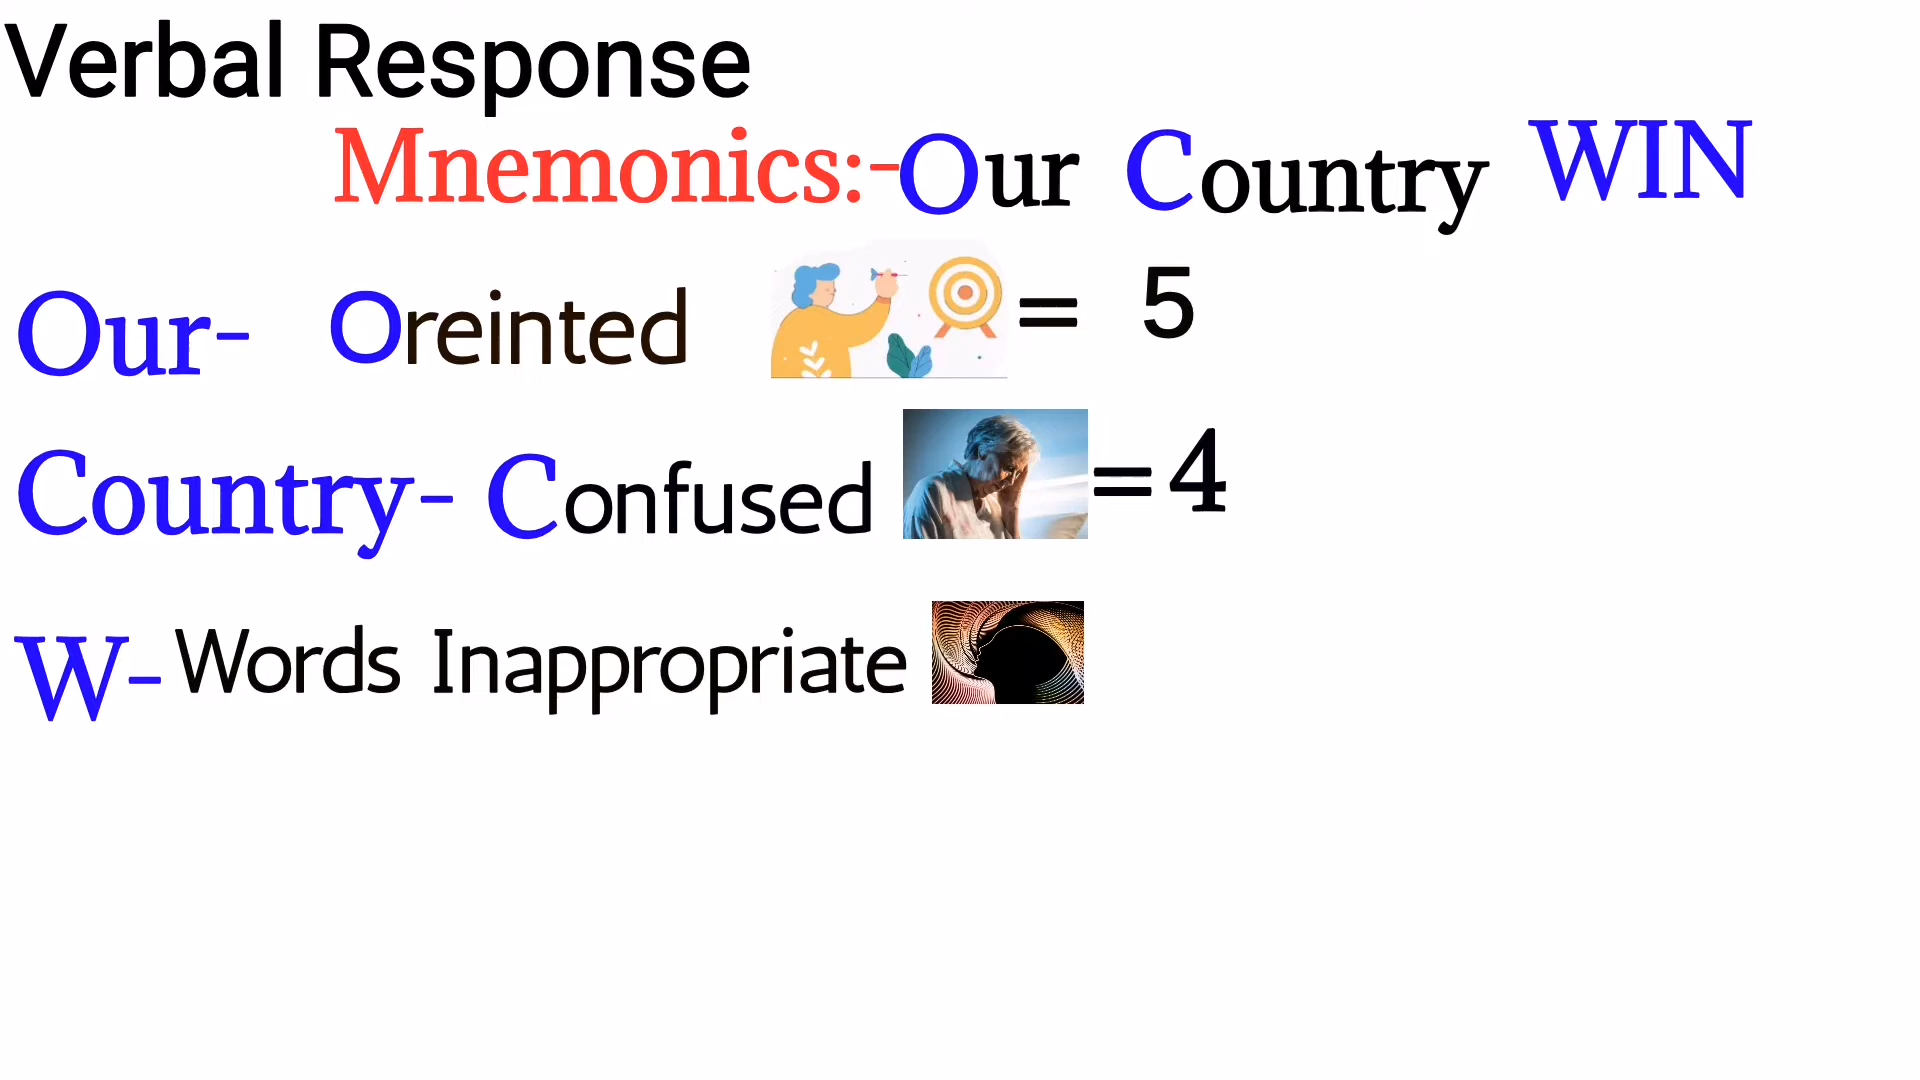 Verbal Response
Mnemonics:-Our Country WIN
Our- Oreinted = 5
Country- Confused = 4
W- Words Inappropriate